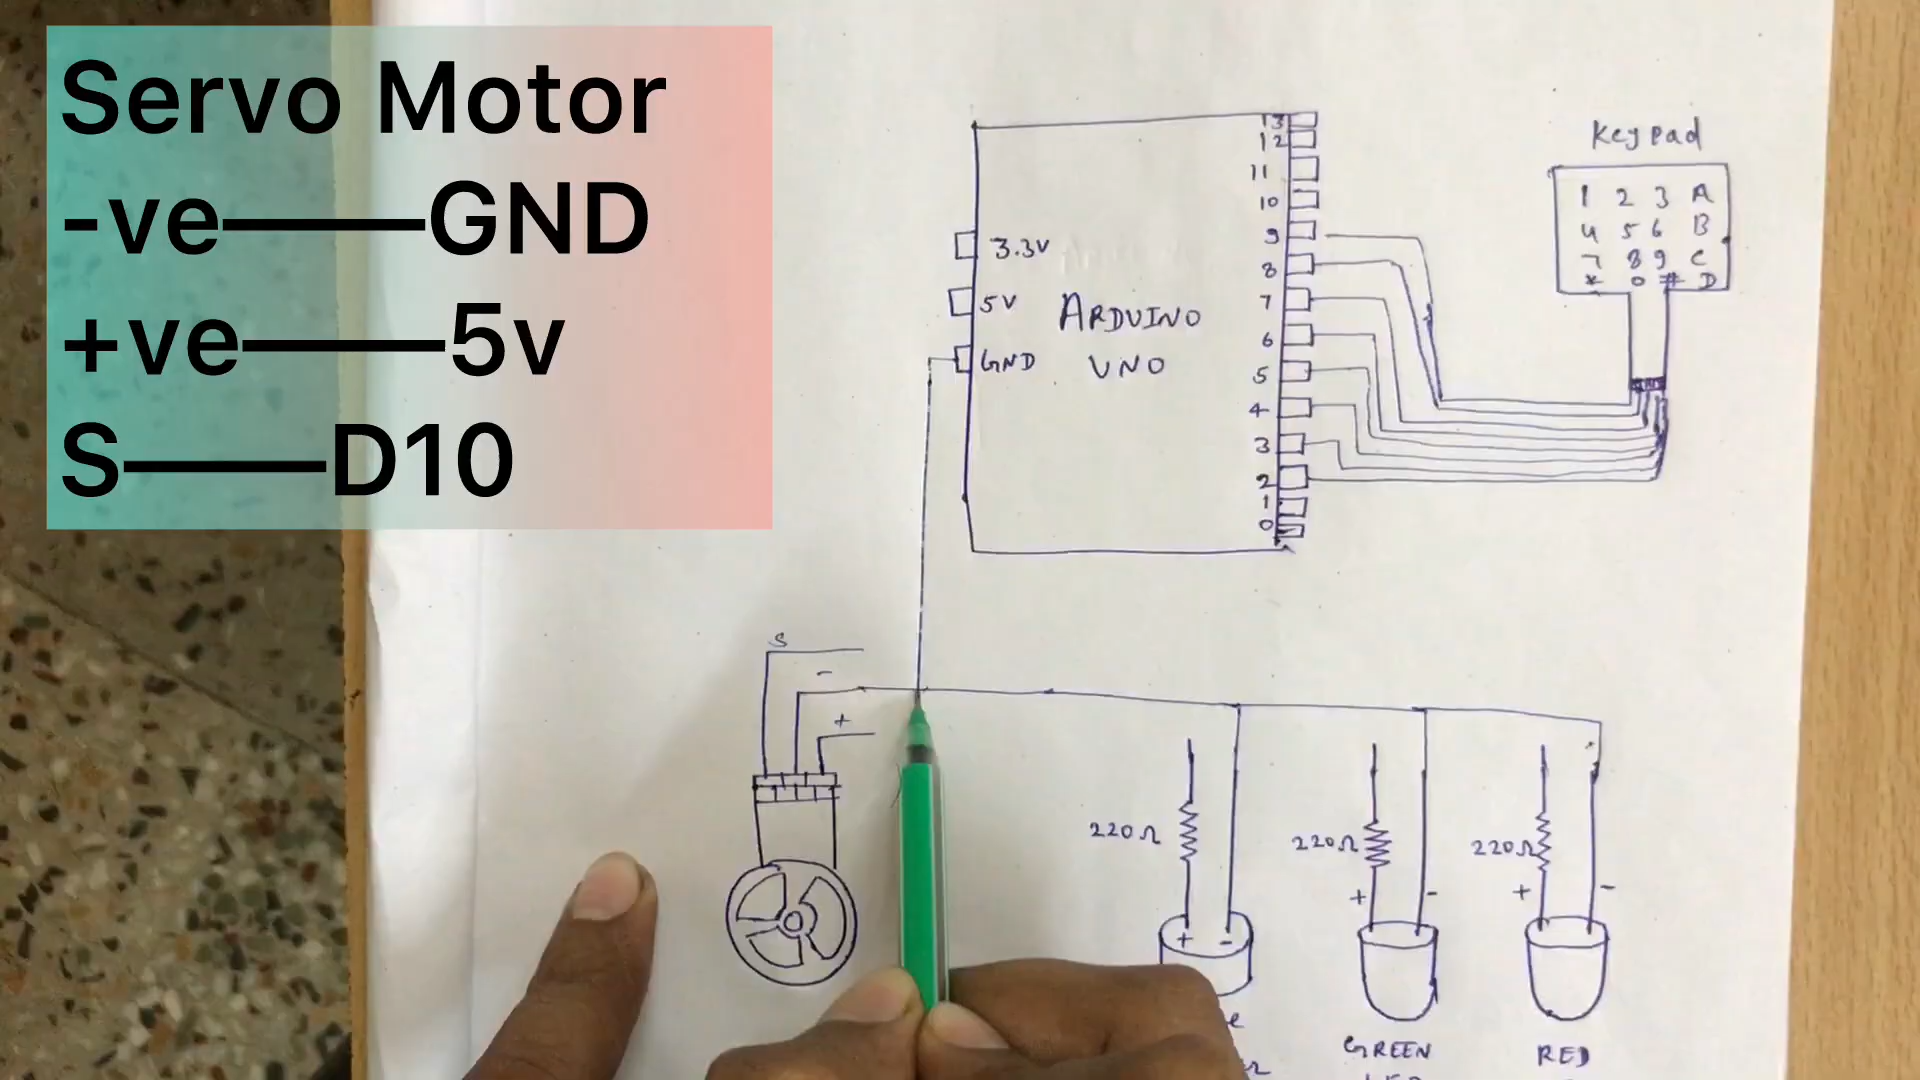 Servo Motor
-ve——GND
+ve——5v
S——D10
13
12
11
10
9
8
7
6
5
4
3
2
1
0
3.3V
5V
GND
ARDUINO
UNO
Keypad
1 2 3 A
4 5 6 B
7 8 9 C
* 0 # D
S
-
+
220Ω
220Ω
220Ω
+ -
+ -
+ -
GREEN
LED
RED